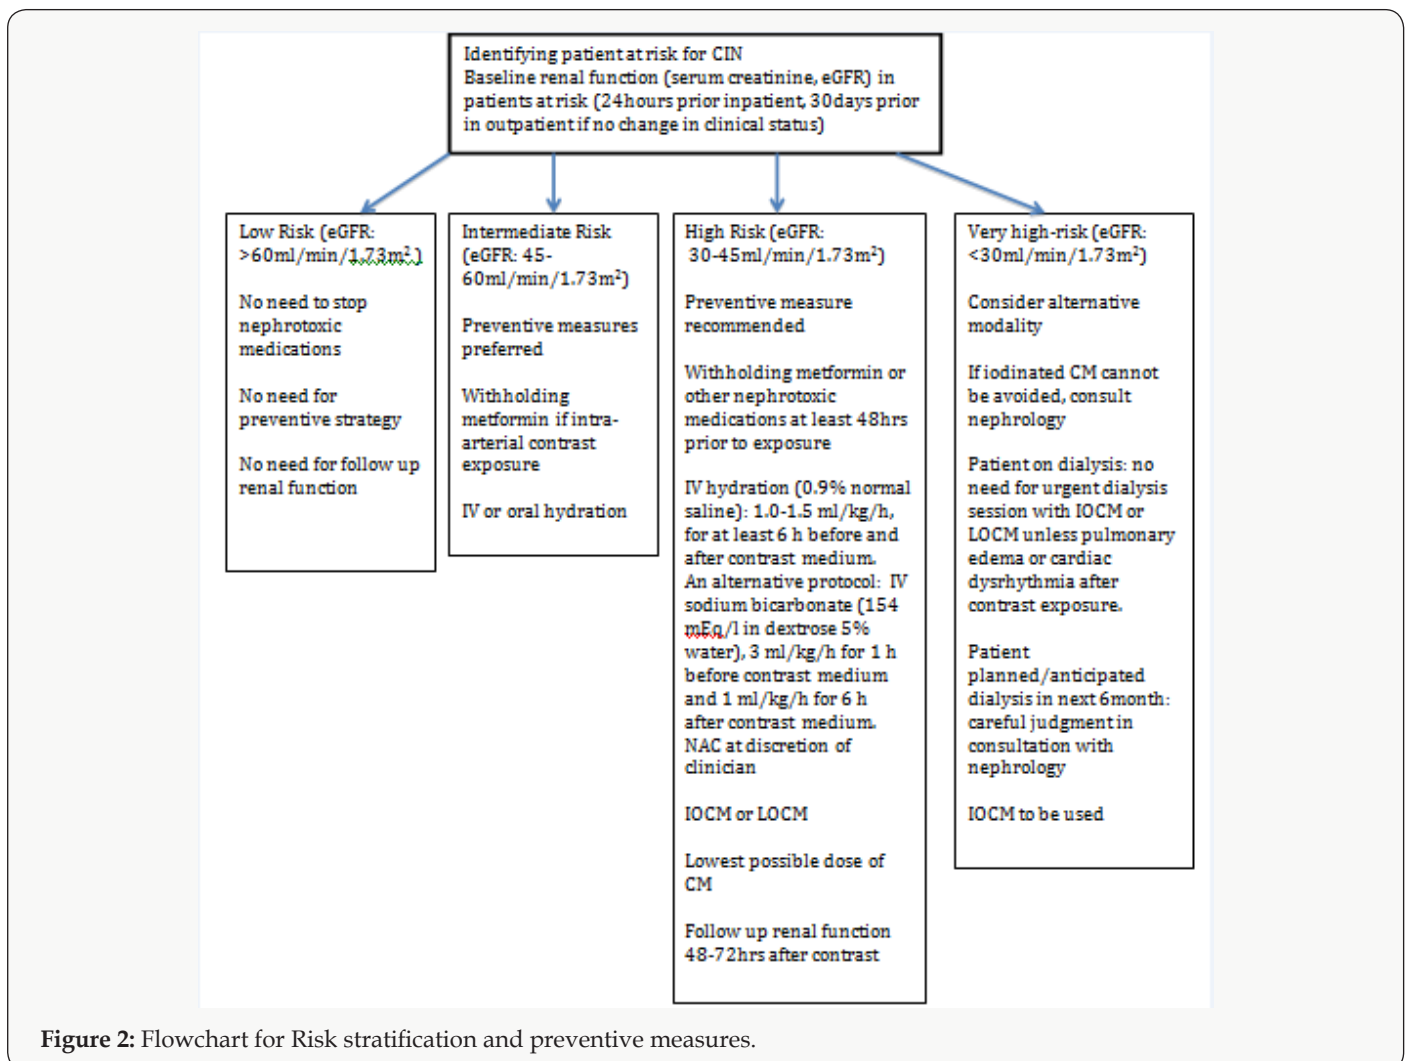 Identifying patient at risk for CIN
Baseline renal function (serum creatinine, eGFR) in
patients at risk (24hours prior inpatient, 30days prior
in outpatient if no change in clinical status)
Low Risk (eGFR:
>60ml/min/1.73m².)
No need to stop
nephrotoxic
medications
No need for
preventive strategy
No need for follow up
renal function
Intermediate Risk
(eGFR: 45-
60ml/min/1.73m²)
Preventive measures
preferred
Withholding
metformin if intra-
arterial contrast
exposure
IV or oral hydration
High Risk (eGFR:
30-45ml/min/1.73m²)
Preventive measure
recommended
Withholding metformin or
other nephrotoxic
medications at least 48hrs
prior to exposure
IV hydration (0.9% normal
saline): 1.0-1.5 ml/kg/h,
for at least 6 h before and
after contrast medium.
An alternative protocol: IV
sodium bicarbonate (154
mEq/l in dextrose 5%
water), 3 ml/kg/h for 1 h
before contrast medium
and 1 ml/kg/h for 6 h
after contrast medium.
NAC at discretion of
clinician
IOCM or LOCM
Lowest possible dose of
CM
Follow up renal function
48-72hrs after contrast
Very high-risk (eGFR:
<30ml/min/1.73m²)
Consider alternative
modality
If iodinated CM cannot
be avoided, consult
nephrology
Patient on dialysis: no
need for urgent dialysis
session with IOCM or
LOCM unless pulmonary
edema or cardiac
dysrhythmia after
contrast exposure.
Patient
planned/anticipated
dialysis in next 6month:
careful judgment in
consultation with
nephrology
IOCM to be used
Figure 2: Flowchart for Risk stratification and preventive measures.